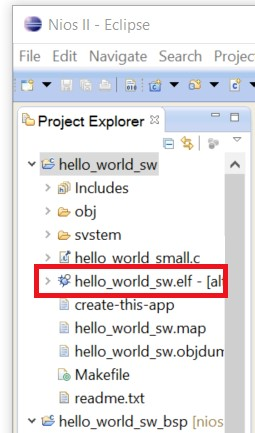 Nios II - Eclipse
File Edit Navigate Search Projec
Project Explorer
hello_world_sw
Includes
obj
system
hello_world_small.c
hello_world_sw.elf - [alt
create-this-app
hello_world_sw.map
hello_world_sw.objdum
Makefile
readme.txt
hello_world_sw_bsp [nios